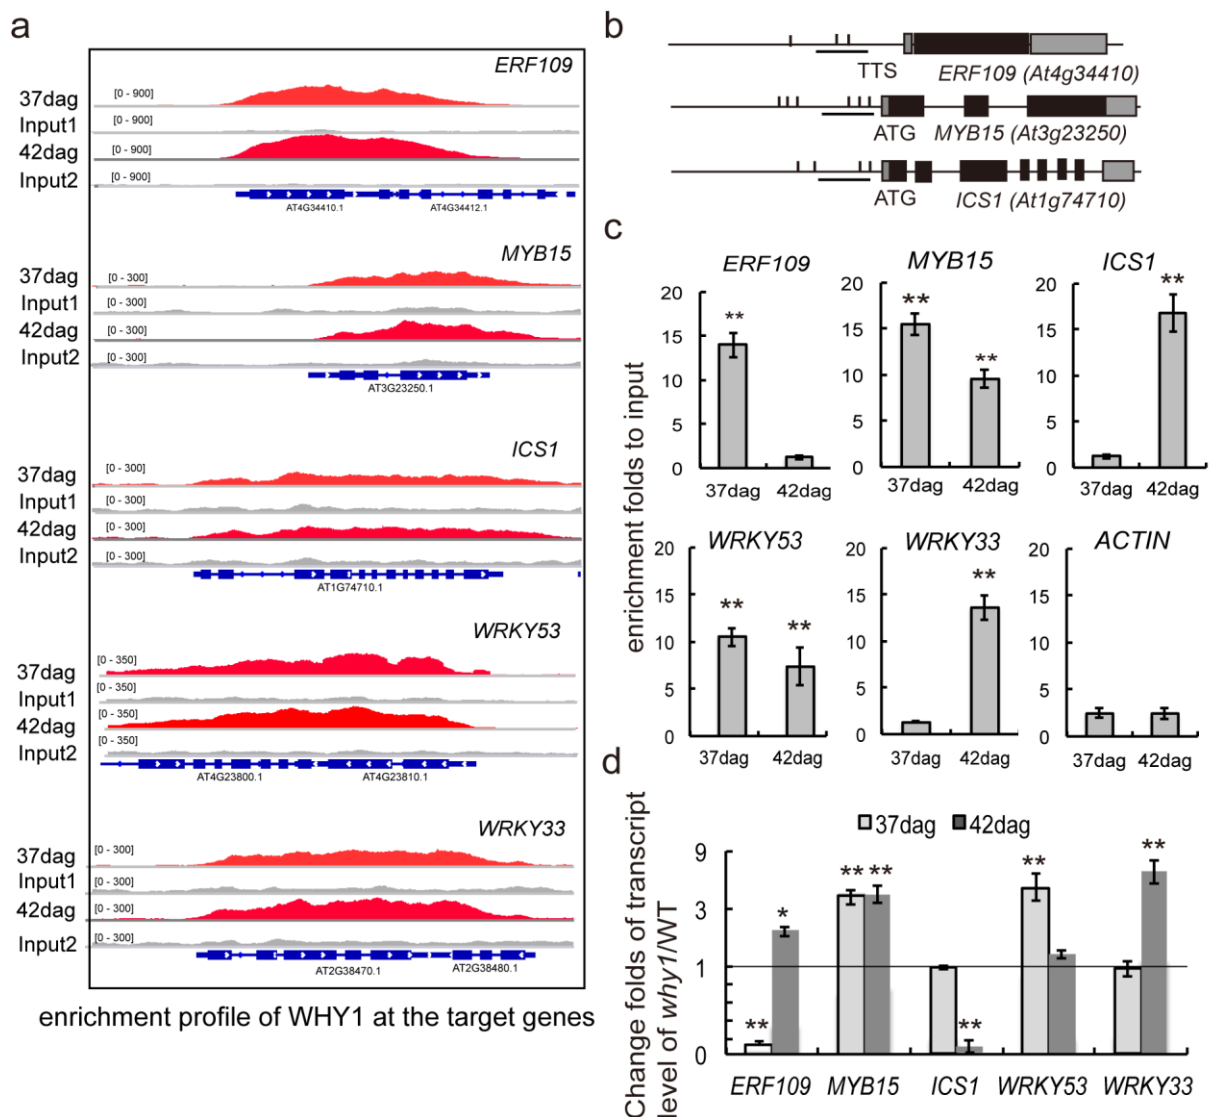 a
ERF109
37dag
[0 - 900]
Input1
[0 - 900]
42dag
[0 - 900]
Input2
[0 - 900]
AT4G34410.1
AT4G34412.1
MYB15
37dag
[0 - 300]
Input1
[0 - 300]
42dag
[0 - 300]
Input2
[0 - 300]
AT3G23250.1
ICS1
37dag
[0 - 300]
Input1
[0 - 300]
42dag
[0 - 300]
Input2
[0 - 300]
AT1G74710.1
WRKY53
37dag
[0 - 350]
Input1
[0 - 350]
42dag
[0 - 350]
Input2
[0 - 350]
AT4G23800.1
AT4G23810.1
WRKY33
37dag
[0 - 300]
Input1
[0 - 300]
42dag
[0 - 300]
Input2
[0 - 300]
AT2G38470.1
AT2G38480.1
enrichment profile of WHY1 at the target genes
b
TTS
ERF109 (At4g34410)
ATG
MYB15 (At3g23250)
ATG
ICS1 (At1g74710)
c
enrichment folds to input
ERF109
20
15
10
5
0
**
37dag
42dag
MYB15
20
15
10
5
0
**
**
37dag
42dag
ICS1
20
15
10
5
0
**
37dag
42dag
WRKY53
20
15
10
5
0
**
**
37dag
42dag
WRKY33
20
15
10
5
0
**
37dag
42dag
ACTIN
20
15
10
5
0
37dag
42dag
d
Change folds of transcript
level of why1/WT
37dag
42dag
9
3
1
0
**
*
**
**
**
**
**
ERF109
MYB15
ICS1
WRKY53
WRKY33